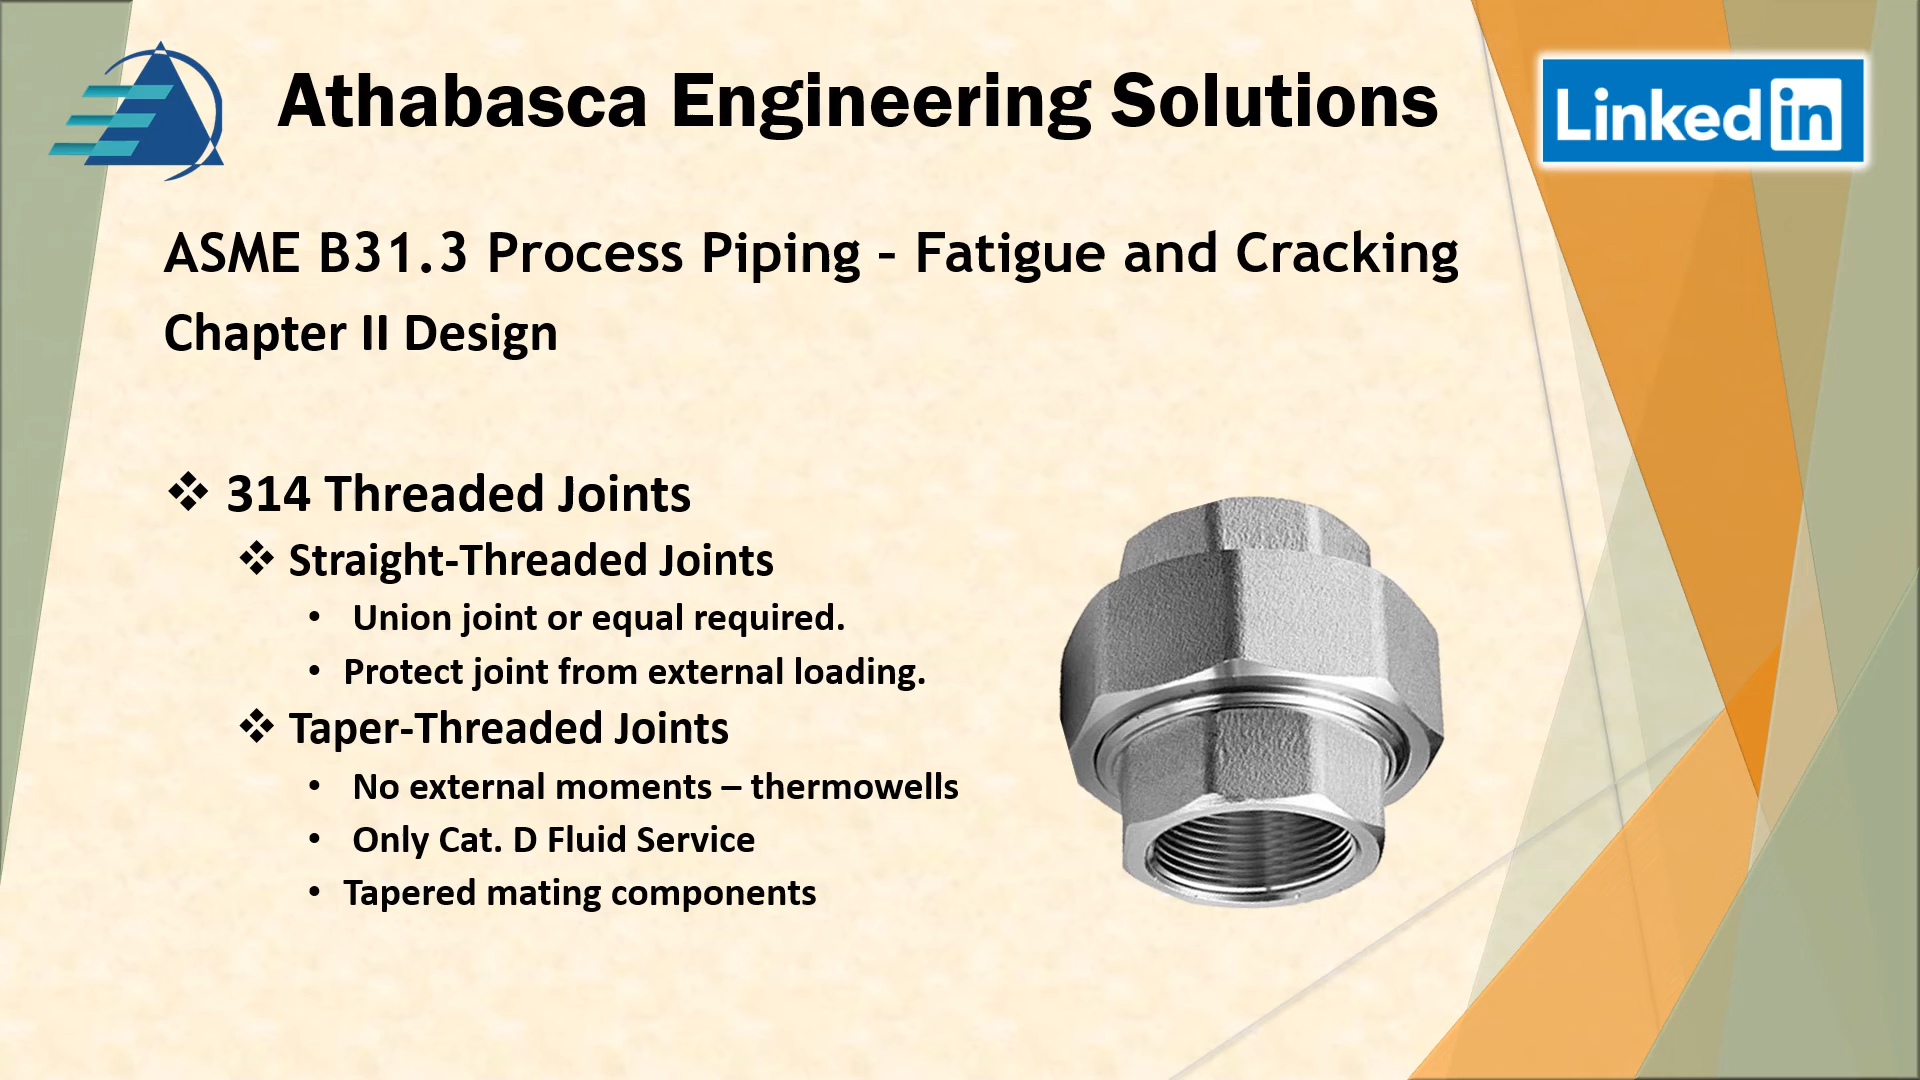 Athabasca Engineering Solutions
Linked in
ASME B31.3 Process Piping – Fatigue and Cracking
Chapter II Design
❖ 314 Threaded Joints
❖ Straight-Threaded Joints
• Union joint or equal required.
• Protect joint from external loading.
❖ Taper-Threaded Joints
• No external moments – thermowells
• Only Cat. D Fluid Service
• Tapered mating components